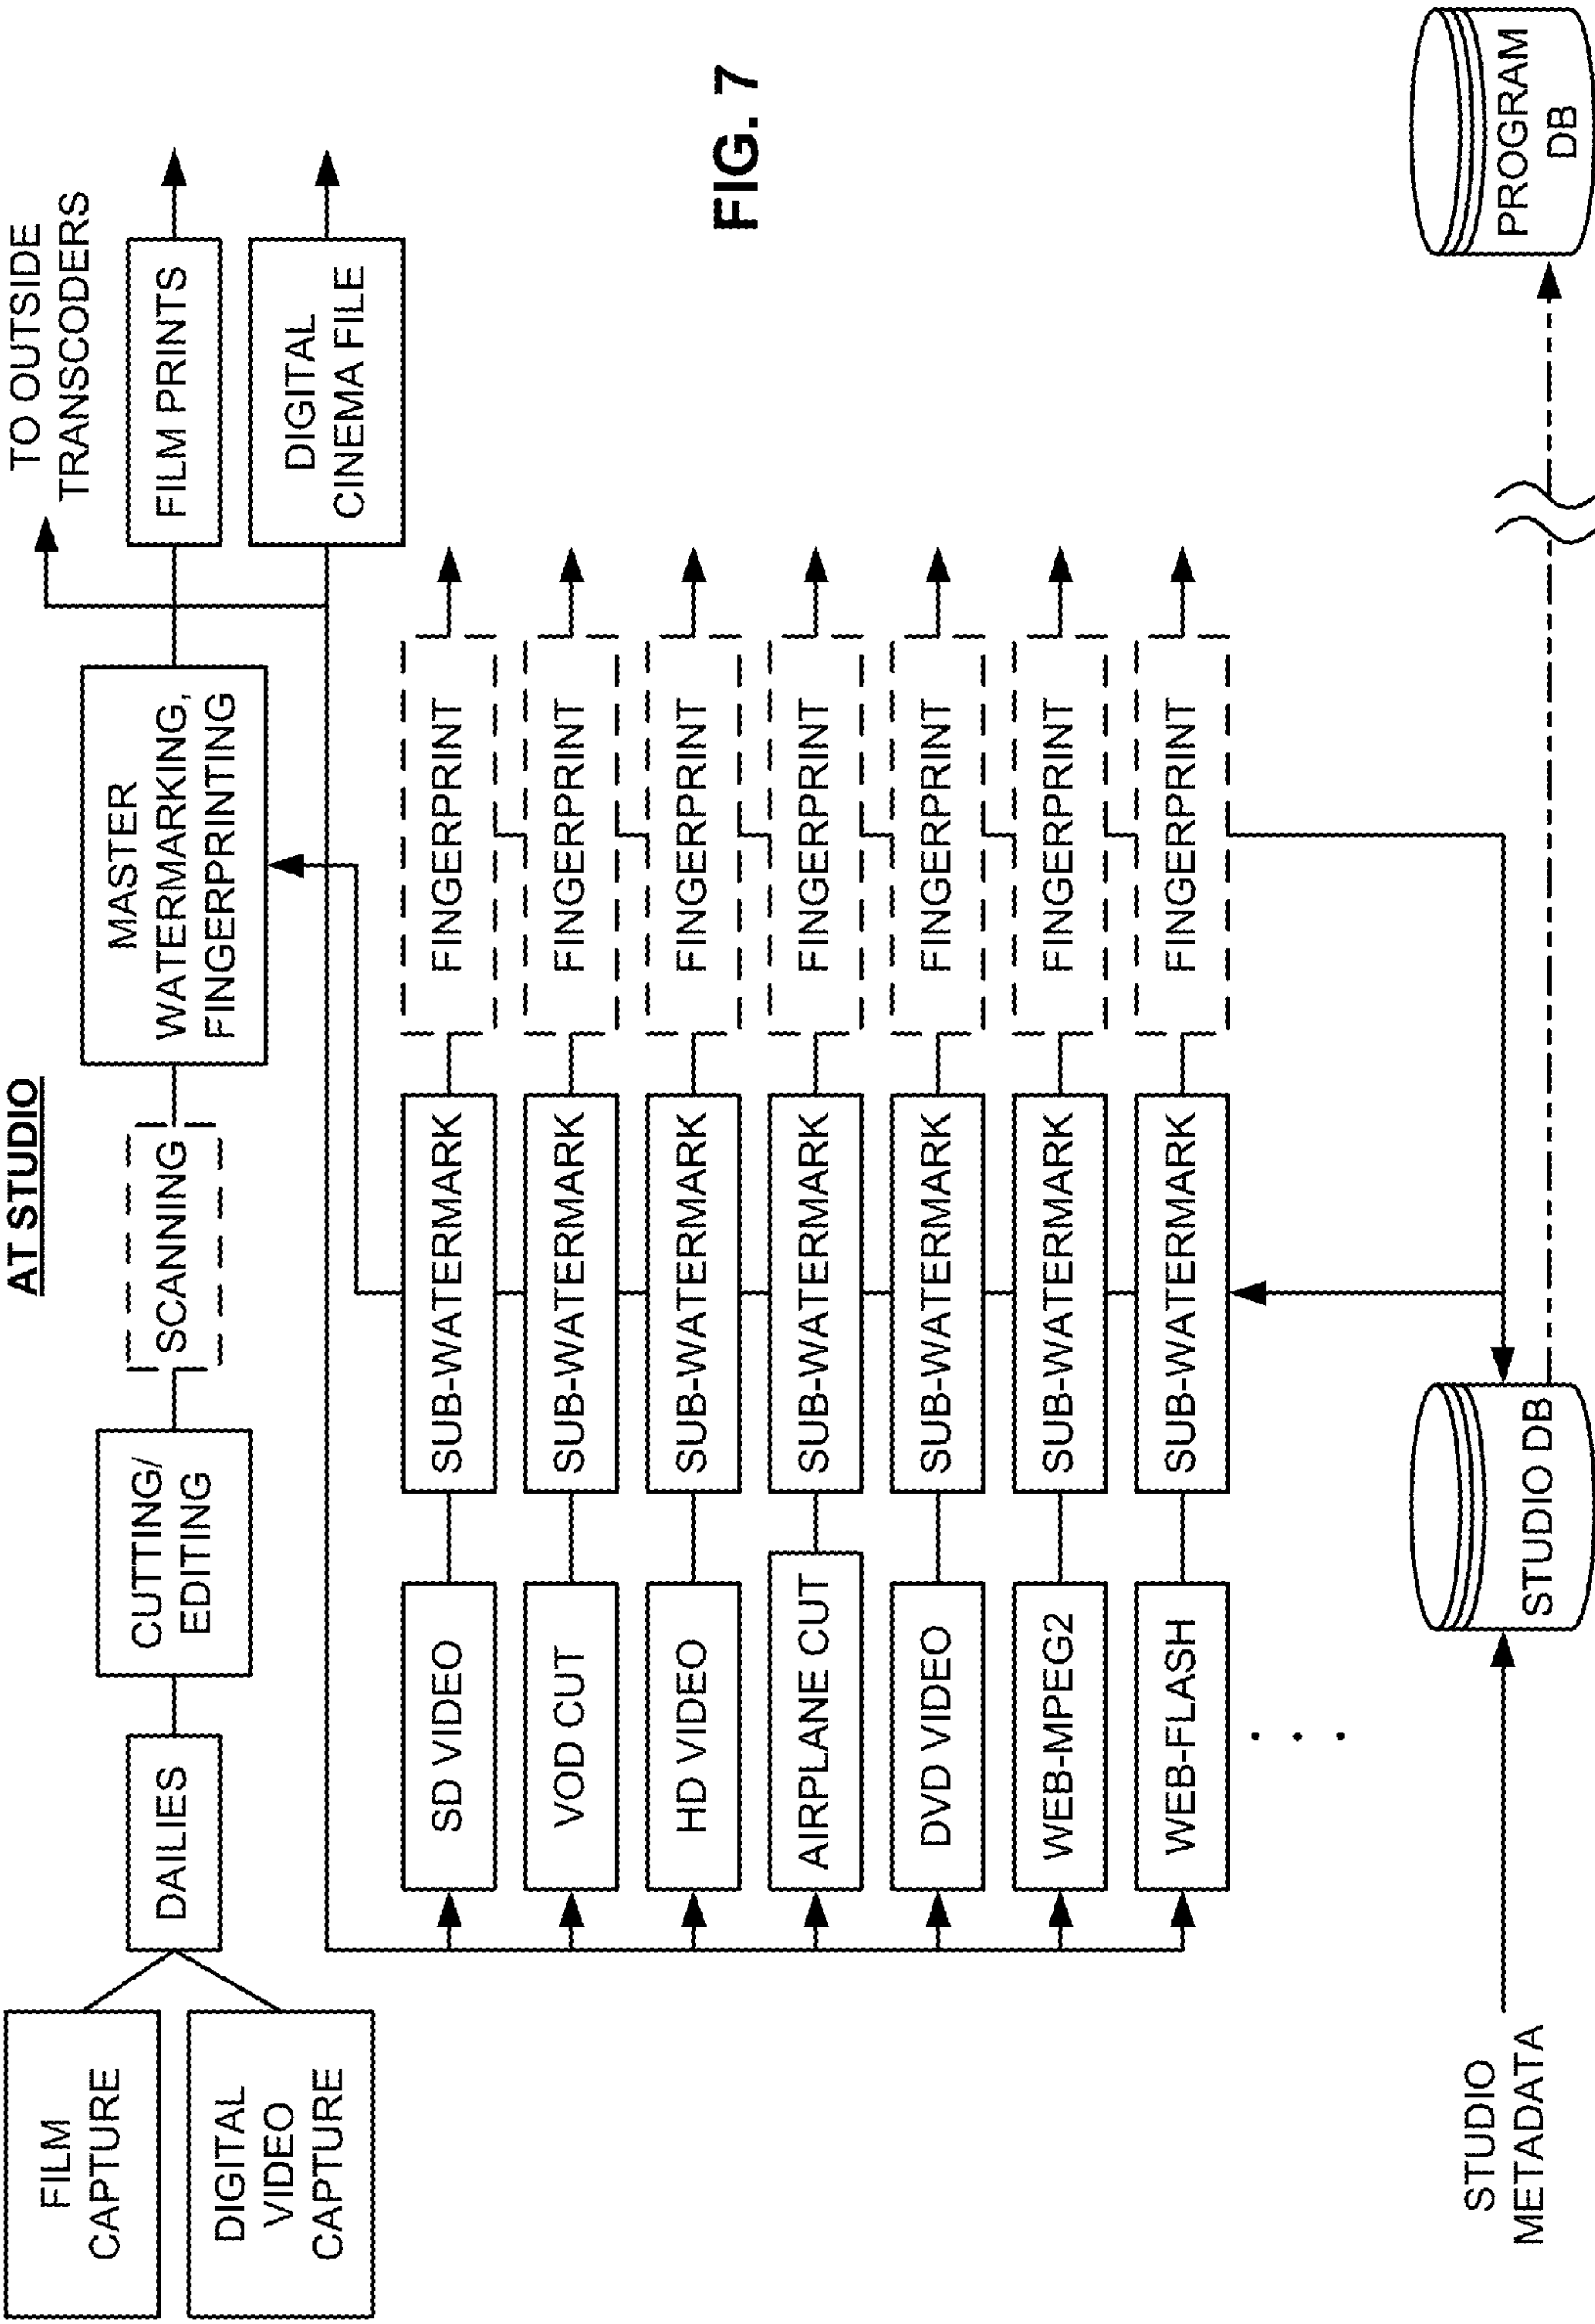 AT STUDIO
FILM
CAPTURE
DIGITAL
VIDEO
CAPTURE
DAILIES
CUTTING/
EDITING
SCANNING
MASTER
WATERMARKING,
FINGERPRINTING
TO OUTSIDE
TRANSCODERS
FILM PRINTS
DIGITAL
CINEMA FILE
SD VIDEO
SUB-WATERMARK
FINGERPRINT
VOD CUT
SUB-WATERMARK
FINGERPRINT
HD VIDEO
SUB-WATERMARK
FINGERPRINT
AIRPLANE CUT
SUB-WATERMARK
FINGERPRINT
DVD VIDEO
SUB-WATERMARK
FINGERPRINT
WEB-MPEG2
SUB-WATERMARK
FINGERPRINT
WEB-FLASH
SUB-WATERMARK
FINGERPRINT
. . .
FIG. 7
STUDIO
METADATA
STUDIO DB
PROGRAM
DB